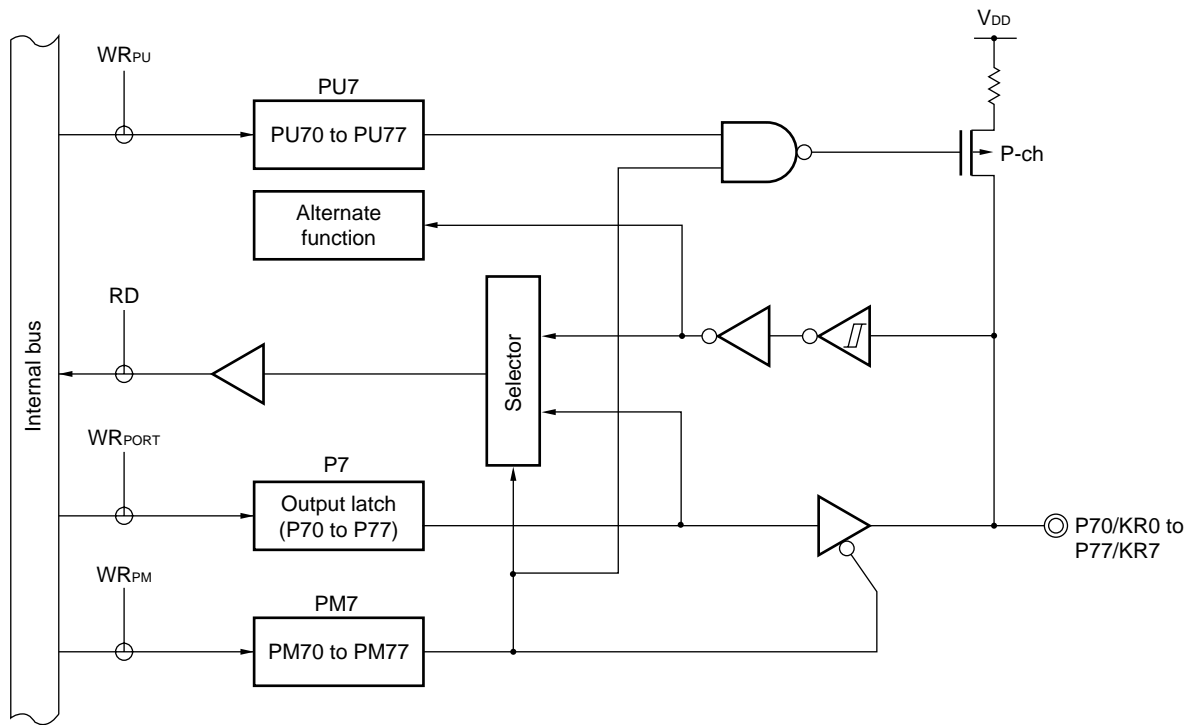 VDD
WRPU
PU7
PU70 to PU77
P-ch
Alternate
function
RD
Internal bus
Selector
WRPORT
P7
Output latch
(P70 to P77)
P70/KR0 to
P77/KR7
WRPM
PM7
PM70 to PM77